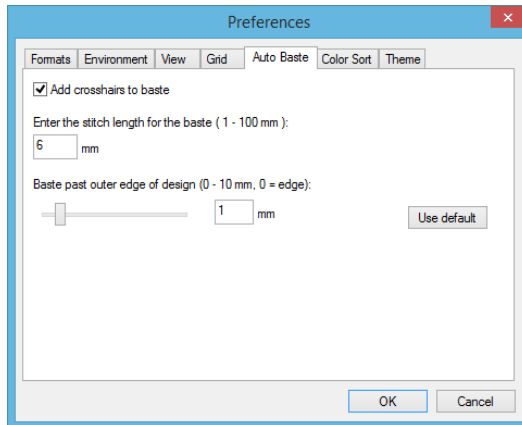 Preferences
Formats Environment View Grid Auto Baste Color Sort Theme
Add crosshairs to baste
Enter the stitch length for the baste ( 1 - 100 mm ):
6 mm
Baste past outer edge of design (0 - 10 mm, 0 = edge):
1 mm Use default
OK Cancel